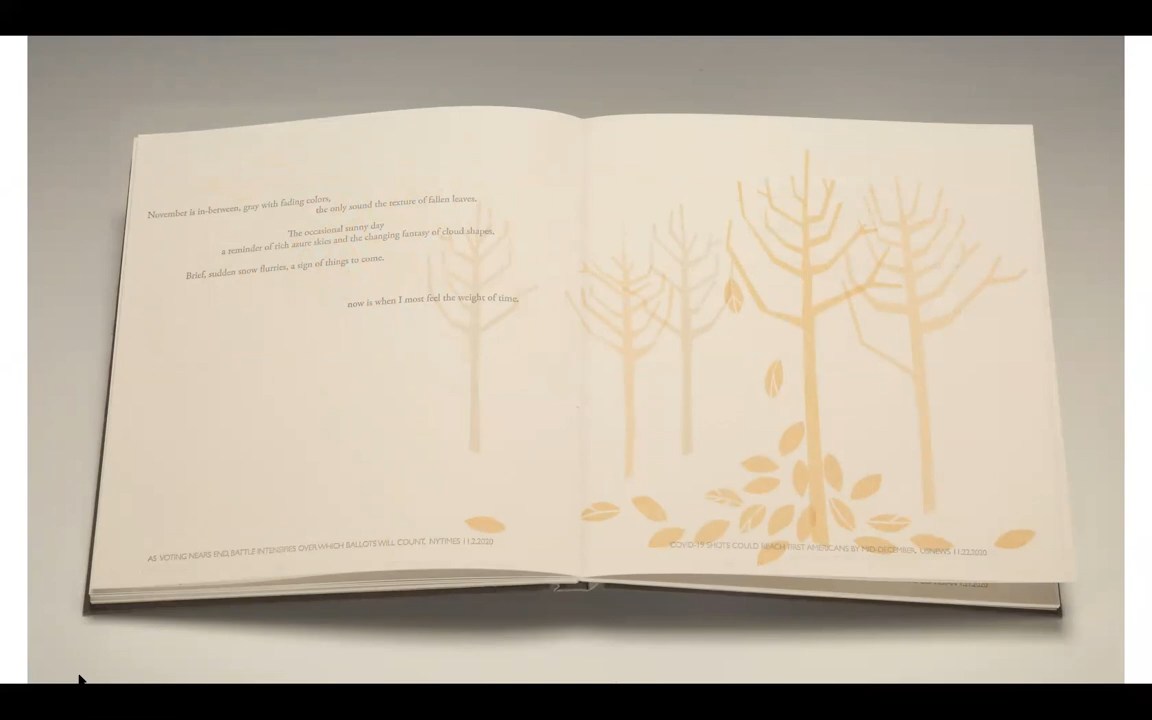 November is in-between, gray with fading colors,
the only sound the texture of fallen leaves.
The occasional sunny day
a reminder of rich azure skies and the changing fantasy of cloud shapes.
Brief, sudden snow flurries, a sign of things to come.
now is when I most feel the weight of time.
AS VOTING NEARS END, BATTLE INTENSIFIES OVER WHICH BALLOTS WILL COUNT, NYTIMES 11.2.2020
COVID-19 SHOTS COULD REACH FIRST AMERICANS BY MID-DECEMBER, USNEWS 11.22.2020